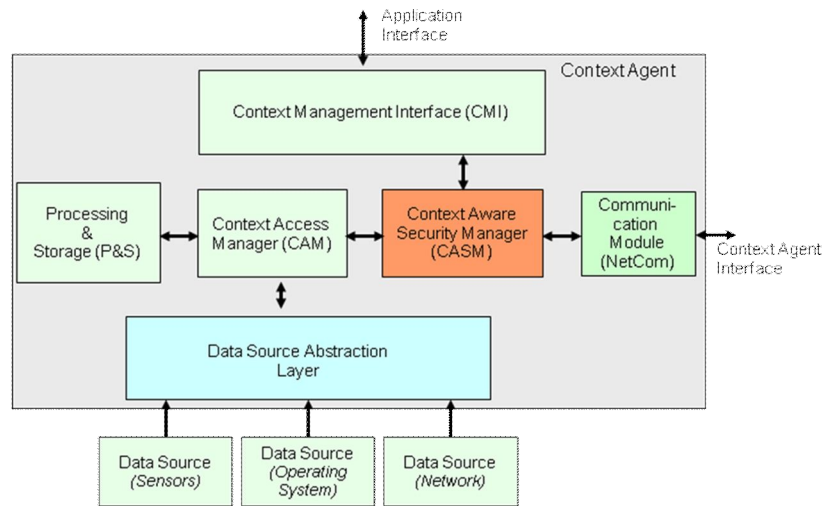 Application
Interface
Context Agent
Context Management Interface (CMI)
Processing
&
Storage (P&S)
Context Access
Manager (CAM)
Context Aware
Security Manager
(CASM)
Communi-
cation
Module
(NetCom)
Context Agent
Interface
Data Source Abstraction
Layer
Data Source
(Sensors)
Data Source
(Operating
System)
Data Source
(Network)